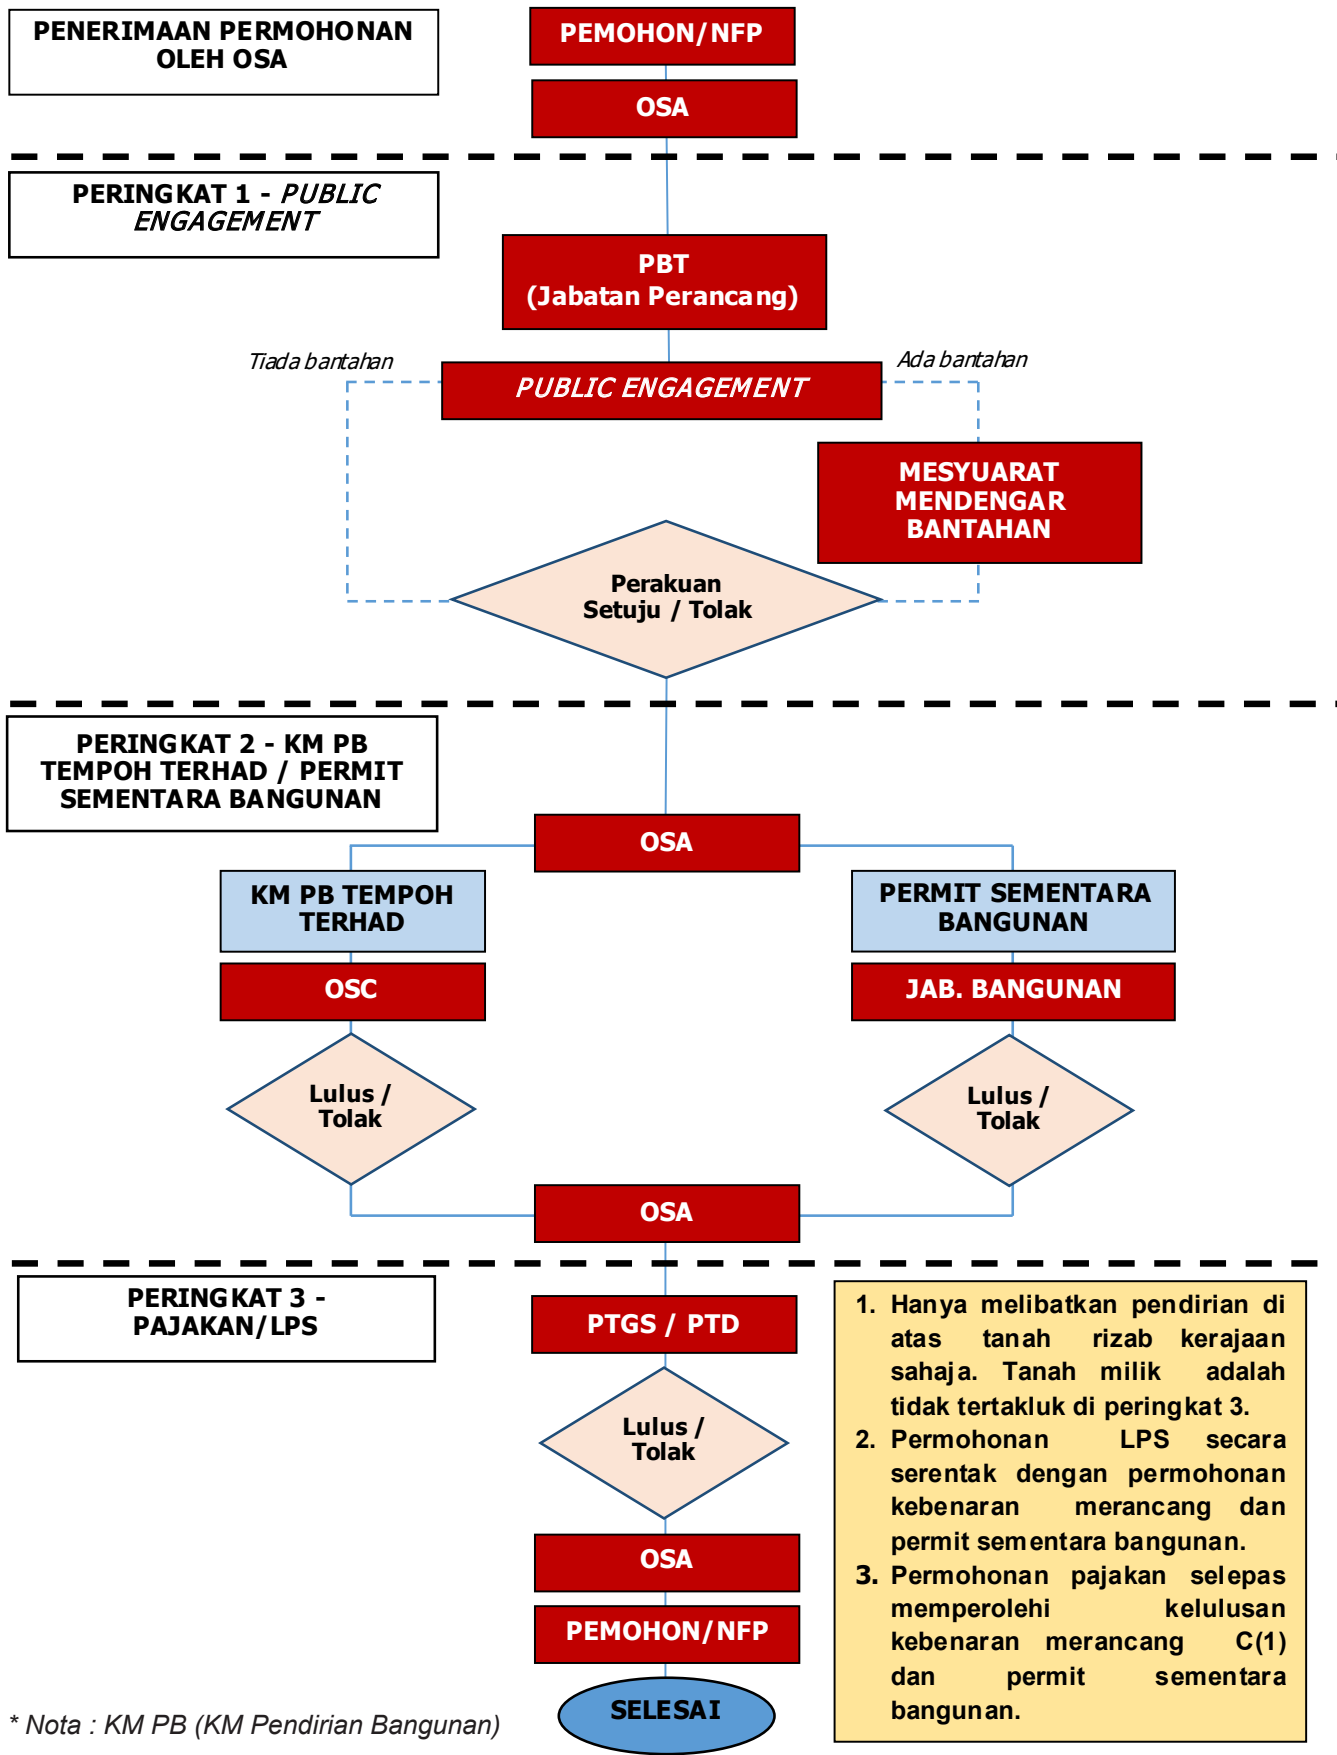 PENERIMAAN PERMOHONAN
OLEH OSA
PEMOHON/NFP
OSA
PERINGKAT 1 - PUBLIC
ENGAGEMENT
PBT
(Jabatan Perancang)
Tiada bantahan
Ada bantahan
PUBLIC ENGAGEMENT
MESYUARAT
MENDENGAR
BANTAHAN
Perakuan
Setuju / Tolak
PERINGKAT 2 - KM PB
TEMPOH TERHAD / PERMIT
SEMENTARA BANGUNAN
OSA
KM PB TEMPOH
TERHAD
PERMIT SEMENTARA
BANGUNAN
OSC
JAB. BANGUNAN
Lulus /
Tolak
Lulus /
Tolak
OSA
PERINGKAT 3 -
PAJAKAN/LPS
PTGS / PTD
Lulus /
Tolak
OSA
PEMOHON/NFP
SELESAI
1. Hanya melibatkan pendirian di
atas tanah rizab kerajaan
sahaja. Tanah milik adalah
tidak tertakluk di peringkat 3.
2. Permohonan LPS secara
serentak dengan permohonan
kebenaran merancang dan
permit sementara bangunan.
3. Permohonan pajakan selepas
memperolehi kelulusan
kebenaran merancang C(1)
dan permit sementara
bangunan.
* Nota : KM PB (KM Pendirian Bangunan)